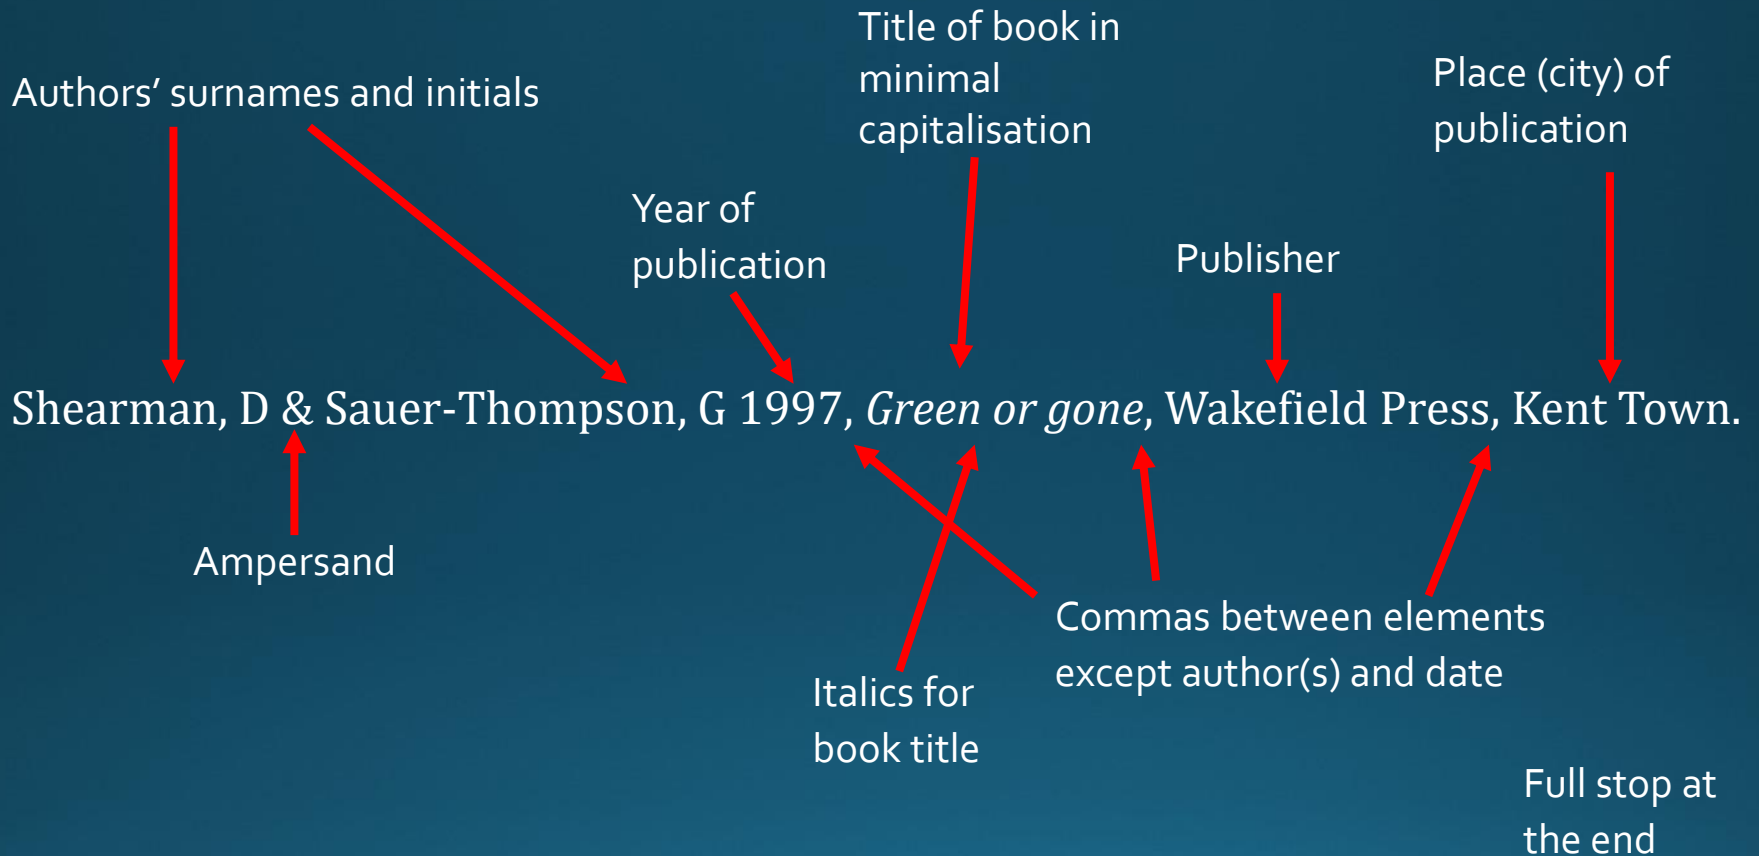 Title of book in
minimal
capitalisation
Authors’ surnames and initials
Place (city) of
publication
Year of
publication
Publisher
Shearman, D & Sauer-Thompson, G 1997, Green or gone, Wakefield Press, Kent Town.
Ampersand
Commas between elements
except author(s) and date
Italics for
book title
Full stop at
the end